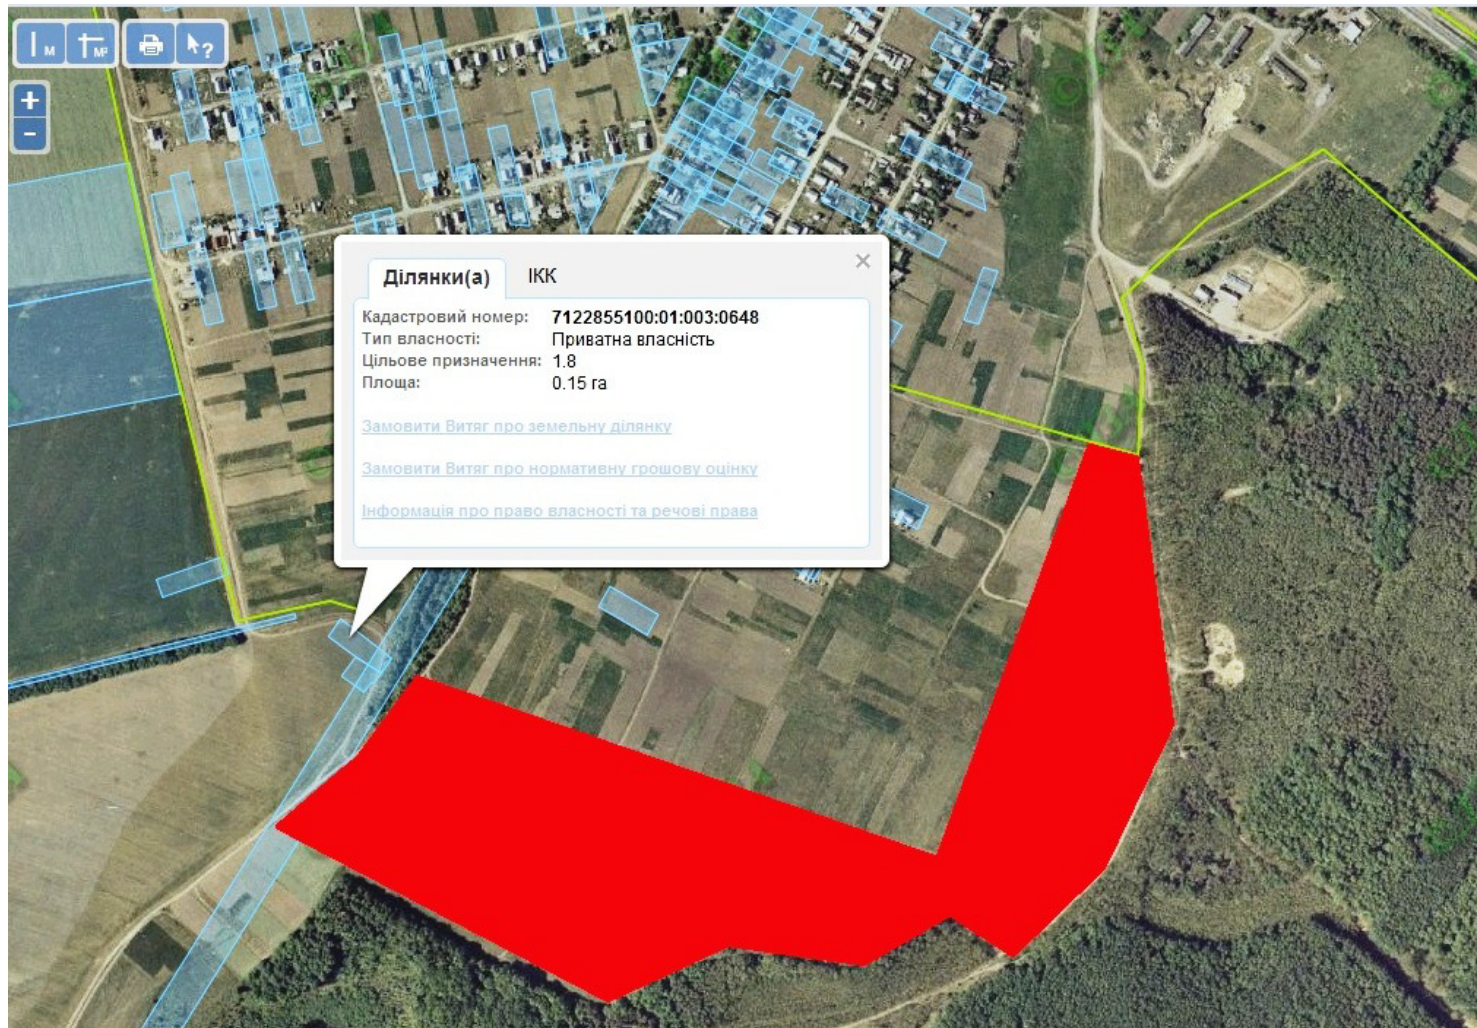 м
м²
?
+
-
Ділянки(а)
ІКК
×
Кадастровий номер: 7122855100:01:003:0648
Тип власності: Приватна власність
Цільове призначення: 1.8
Площа: 0.15 га
Замовити Витяг про земельну ділянку
Замовити Витяг про нормативну грошову оцінку
Інформація про право власності та речові права